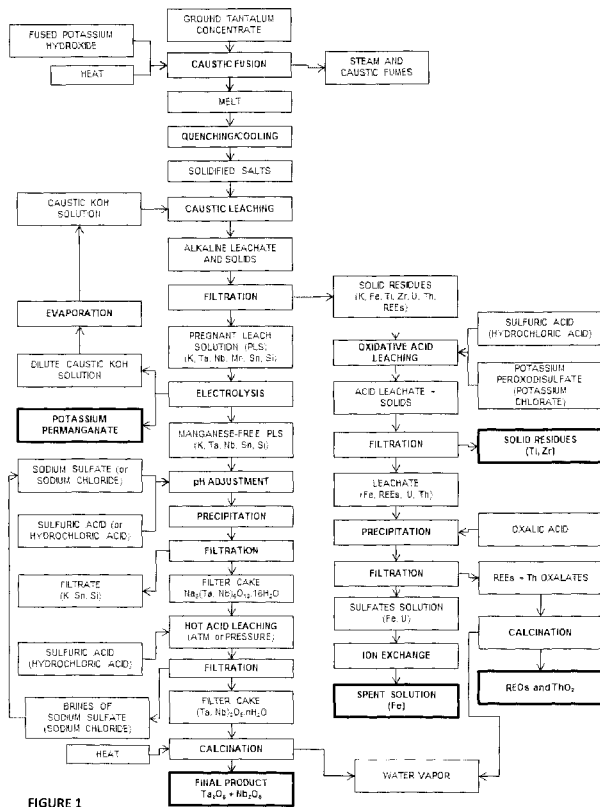 GROUND TANTALUM
CONCENTRATE
FUSED POTASSIUM
HYDROXIDE
HEAT
CAUSTIC FUSION
STEAM AND
CAUSTIC FUMES
MELT
QUENCHING/COOLING
SOLIDIFIED SALTS
CAUSTIC KOH
SOLUTION
CAUSTIC LEACHING
ALKALINE LEACHATE
AND SOLIDS
EVAPORATION
FILTRATION
SOLID RESIDUES
(K, Fe, Ti, Zr, U, Th,
REEs)
PREGNANT LEACH
SOLUTION (PLS)
(K, Ta, Nb, Mn, Sn, Si)
OXIDATIVE ACID
LEACHING
SULFURIC ACID
(HYDROCHLORIC ACID)
DILUTE CAUSTIC KOH
SOLUTION
ELECTROLYSIS
ACID LEACHATE +
SOLIDS
POTASSIUM
PEROXODISULFATE
(POTASSIUM
CHLORATE)
POTASSIUM
PERMANGANATE
MANGANESE-FREE PLS
(K, Ta, Nb, Sn, Si)
FILTRATION
SOLID RESIDUES
(Ti, Zr)
SODIUM SULFATE (or
SODIUM CHLORIDE)
pH ADJUSTMENT
LEACHATE
(Fe, REEs, U, Th)
SULFURIC ACID (or
HYDROCHLORIC ACID)
PRECIPITATION
PRECIPITATION
OXALIC ACID
FILTRATION
FILTRATION
REEs + Th OXALATES
FILTRATE
(K, Sn, Si)
FILTER CAKE
Na₈(Ta, Nb)₆O₁₉.16H₂O
SULFATES SOLUTION
(Fe, U)
SULFURIC ACID
(HYDROCHLORIC ACID)
HOT ACID LEACHING
(ATM or PRESSURE)
ION EXCHANGE
CALCINATION
FILTRATION
SPENT SOLUTION
(Fe)
REOs and ThO₂
BRINES OF
SODIUM SULFATE
(SODIUM CHLORIDE)
FILTER CAKE
(Ta, Nb)₂O₅.nH₂O
HEAT
CALCINATION
WATER VAPOR
FINAL PRODUCT
Ta₂O₅ + Nb₂O₅
FIGURE 1